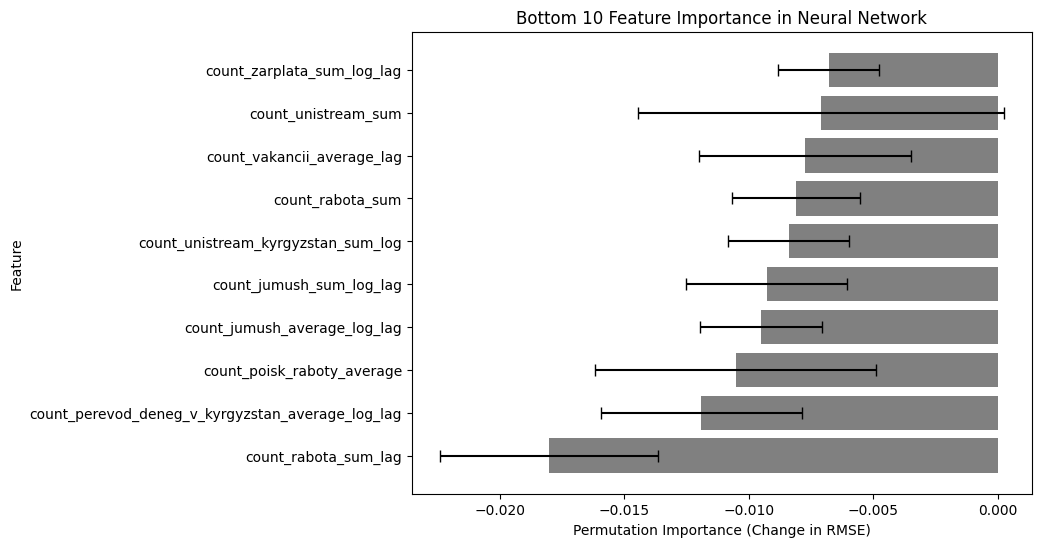 Bottom 10 Feature Importance in Neural Network
count_zarplata_sum_log_lag
count_unistream_sum
count_vakancii_average_lag
count_rabota_sum
count_unistream_kyrgyzstan_sum_log
count_jumush_sum_log_lag
count_jumush_average_log_lag
count_poisk_raboty_average
count_perevod_deneg_v_kyrgyzstan_average_log_lag
count_rabota_sum_lag
Feature
−0.020 −0.015 −0.010 −0.005 0.000
Permutation Importance (Change in RMSE)